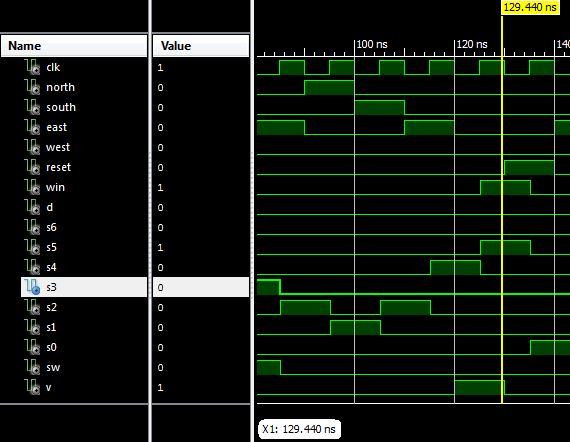 129.440 ns
Name Value
100 ns 120 ns 140
clk 1
north 0
south 0
east 0
west 0
reset 0
win 1
d 0
s6 0
s5 1
s4 0
s3 0
s2 0
s1 0
s0 0
sw 0
v 1
X1: 129.440 ns